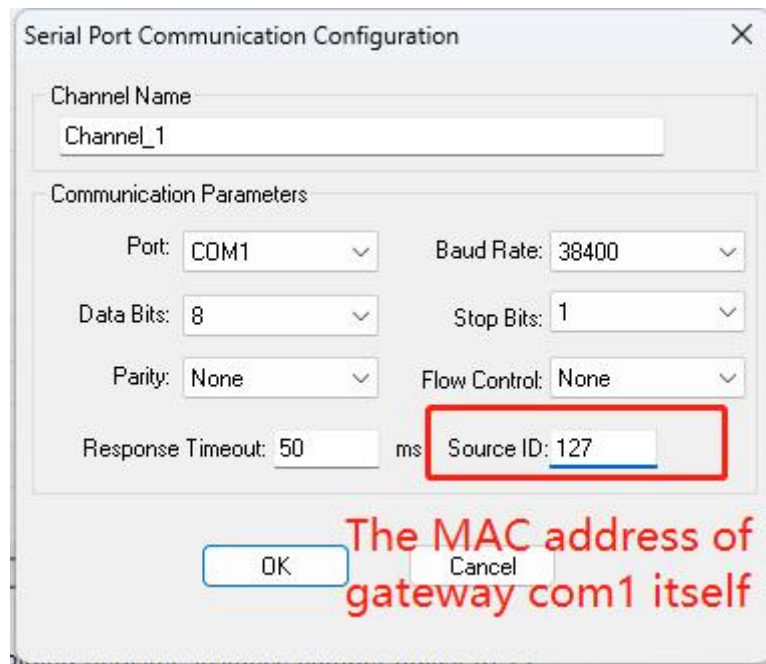 Serial Port Communication Configuration
Channel Name
Channel_1
Communication Parameters
Port: COM1 Baud Rate: 38400
Data Bits: 8 Stop Bits: 1
Parity: None Flow Control: None
Response Timeout: 50 ms Source ID: 127
The MAC address of
OK Cancel
gateway com1 itself